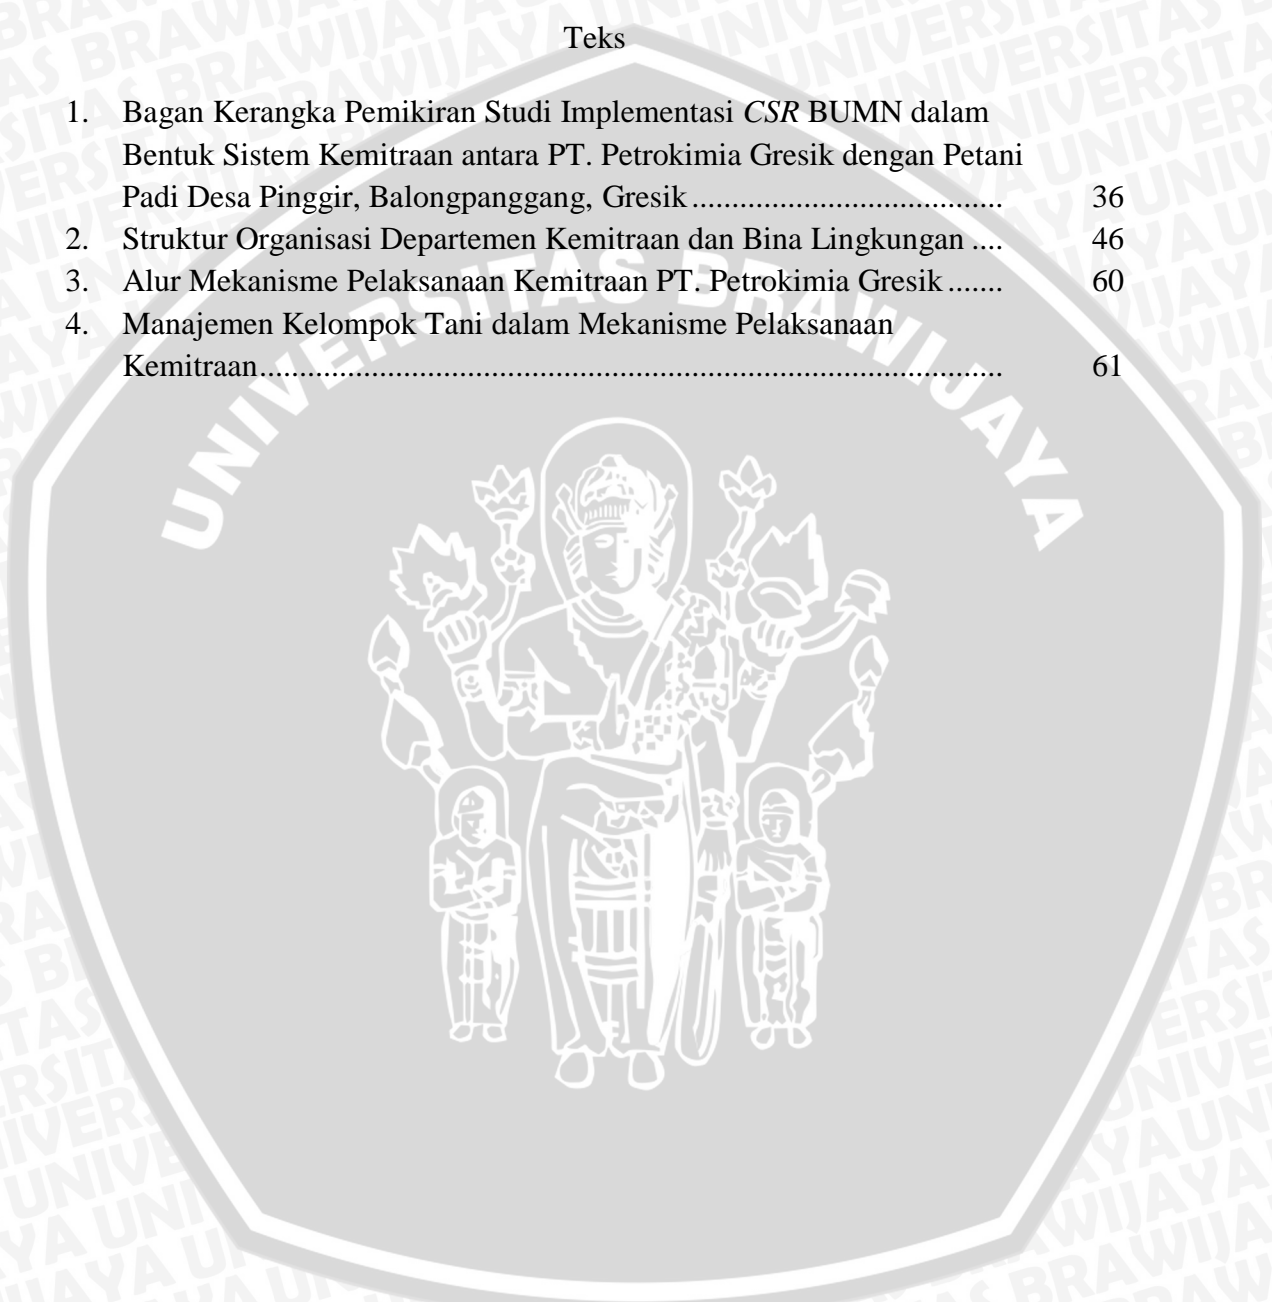 Teks
1. Bagan Kerangka Pemikiran Studi Implementasi CSR BUMN dalam
Bentuk Sistem Kemitraan antara PT. Petrokimia Gresik dengan Petani
Padi Desa Pinggir, Balongpanggang, Gresik ....................................... 36
2. Struktur Organisasi Departemen Kemitraan dan Bina Lingkungan .... 46
3. Alur Mekanisme Pelaksanaan Kemitraan PT. Petrokimia Gresik ....... 60
4. Manajemen Kelompok Tani dalam Mekanisme Pelaksanaan
Kemitraan............................................................................................. 61
UNIVERSITAS BRAWIJAYA